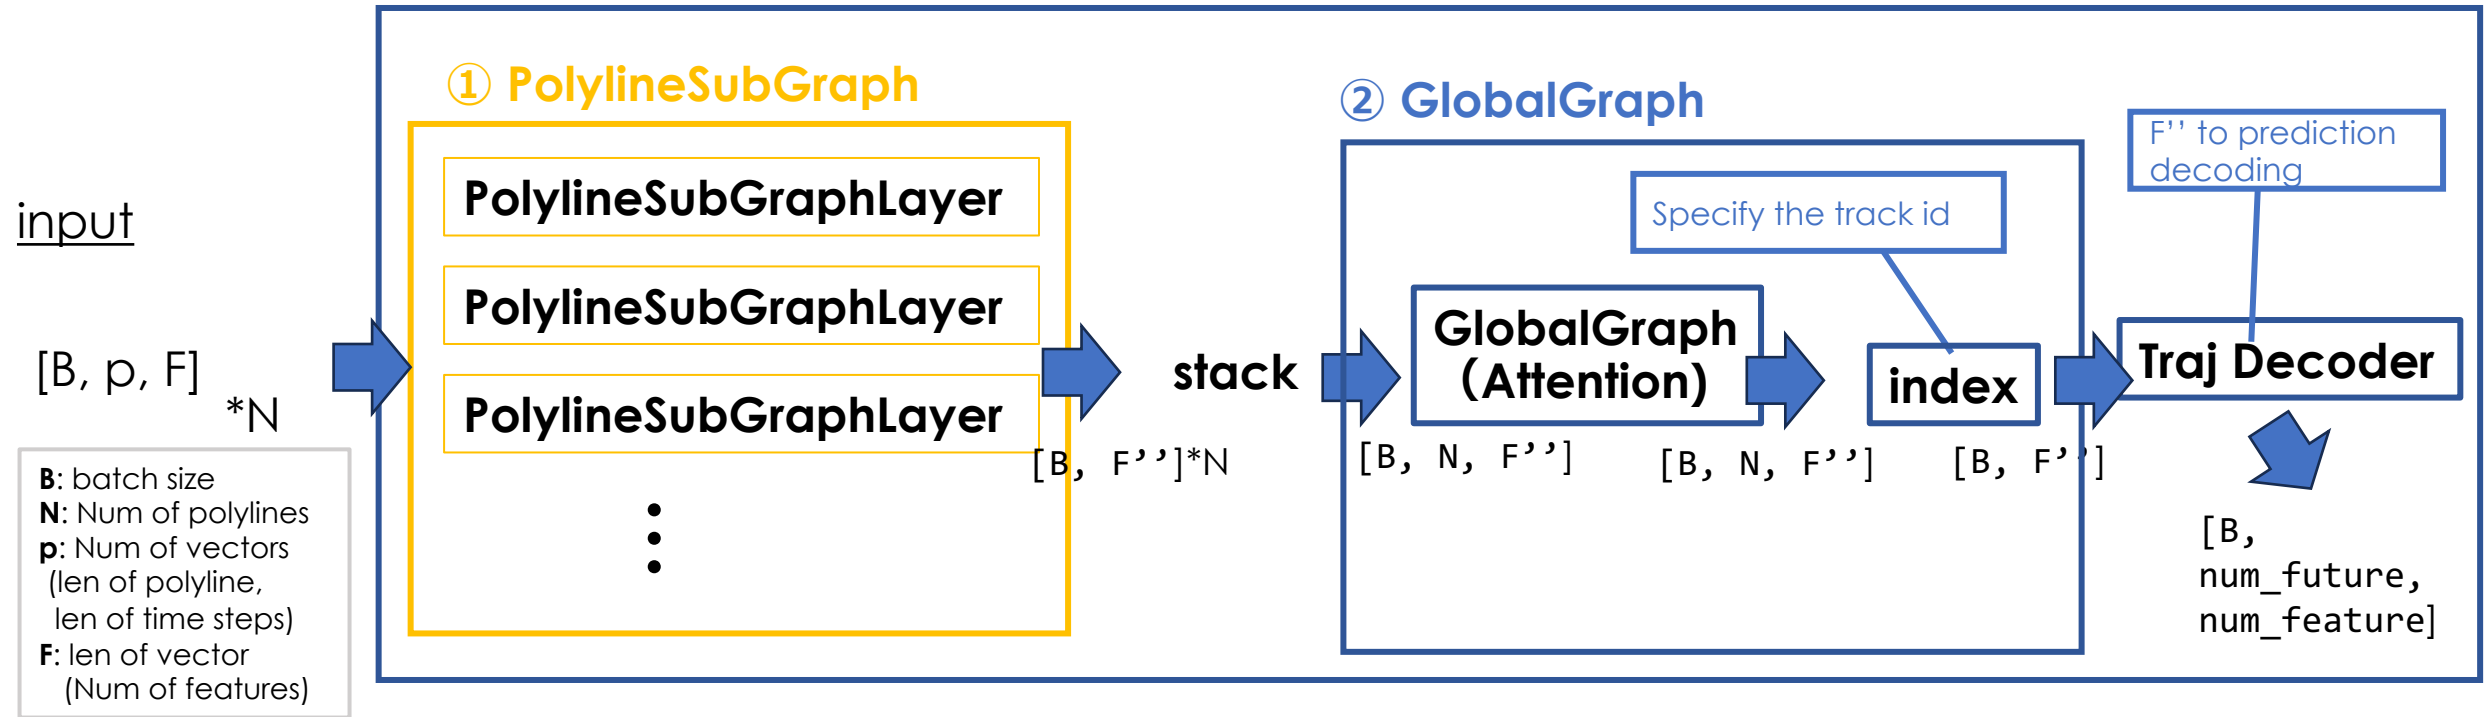 ① PolylineSubGraph
② GlobalGraph
input
[B, p, F]
*N
B: batch size
N: Num of polylines
p: Num of vectors
(len of polyline,
len of time steps)
F: len of vector
(Num of features)
PolylineSubGraphLayer
PolylineSubGraphLayer
PolylineSubGraphLayer
[B, F’’]*N
stack
[B, N, F’’]
GlobalGraph
(Attention)
[B, N, F’’]
Specify the track id
index
[B, F’’]
F’’ to prediction
decoding
Traj Decoder
[B,
num_future,
num_feature]